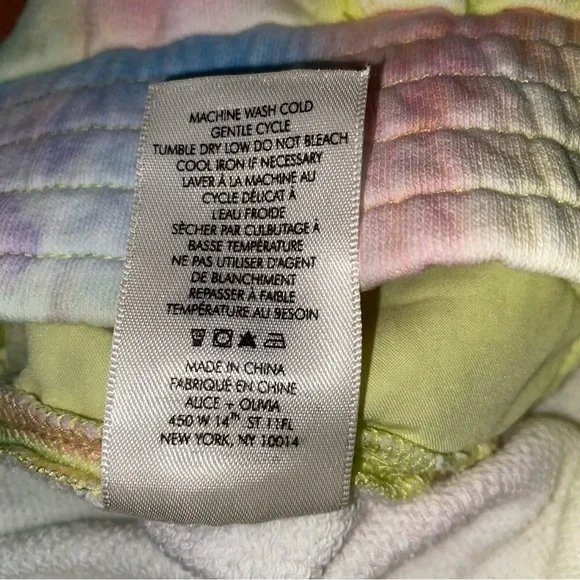 MACHINE WASH COLD
GENTLE CYCLE
TUMBLE DRY LOW DO NOT BLEACH
COOL IRON IF NECESSARY
LAVER À LA MACHINE AU
CYCLE DÉLICAT À
L'EAU FROIDE
SÉCHER PAR CULBUTAGE À
BASSE TEMPÉRATURE
NE PAS UTILISER D'AGENT
DE BLANCHIMENT
REPASSER À FAIBLE
TEMPÉRATURE AU BESOIN
MADE IN CHINA
FABRIQUÉ EN CHINE
ALICE + OLIVIA
450 W 14TH ST 11FL
NEW YORK, NY 10014